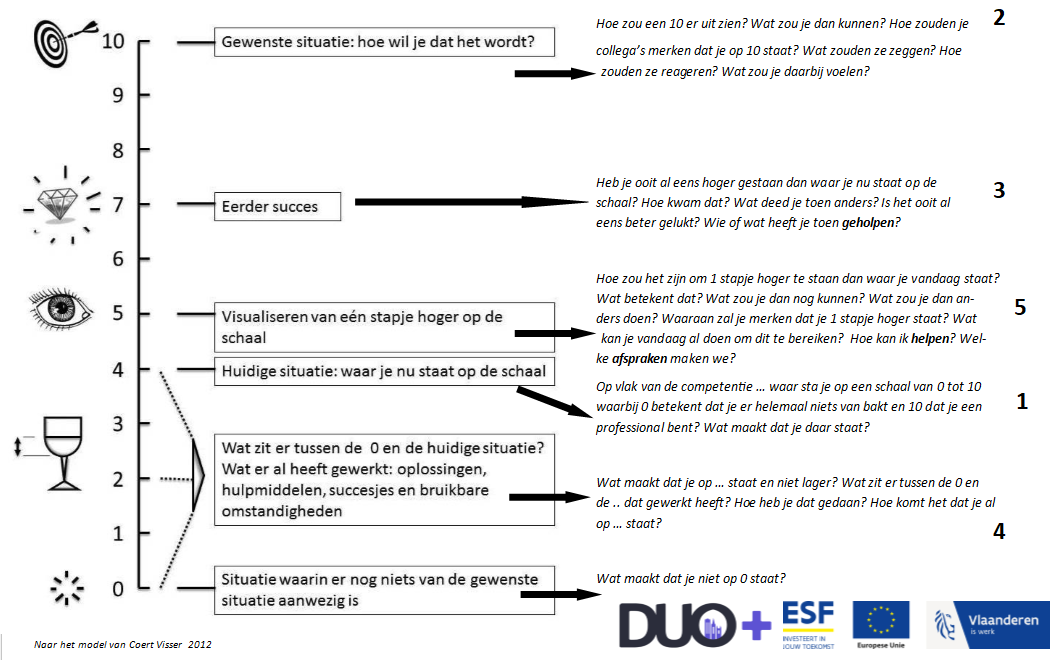 10
9
8
7
6
5
4
3
2
1
0
Gewenste situatie: hoe wil je dat het wordt?
Hoe zou een 10 er uit zien? Wat zou je dan kunnen? Hoe zouden je
collega’s merken dat je op 10 staat? Wat zouden ze zeggen? Hoe
zouden ze reageren? Wat zou je daarbij voelen?
2
Eerder succes
Heb je ooit al eens hoger gestaan dan waar je nu staat op de
schaal? Hoe kwam dat? Wat deed je toen anders? Is het ooit al
eens beter gelukt? Wie of wat heeft je toen geholpen?
3
Visualiseren van eén stapje hoger op de
schaal
Hoe zou het zijn om 1 stapje hoger te staan dan waar je vandaag staat?
Wat betekent dat? Wat zou je dan nog kunnen? Wat zou je dan an-
ders doen? Waaraan zal je merken dat je 1 stapje hoger staat? Wat
kan je vandaag al doen om dit te bereiken? Hoe kan ik helpen? Wel-
ke afspraken maken we?
5
Huidige situatie: waar je nu staat op de schaal
Op vlak van de competentie … waar sta je op een schaal van 0 tot 10
waarbij 0 betekent dat je er helemaal niets van bakt en 10 dat je een
professional bent? Wat maakt dat je daar staat?
1
Wat zit er tussen de 0 en de huidige situatie?
Wat er al heeft gewerkt: oplossingen,
hulpmiddelen, succesjes en bruikbare
omstandigheden
Wat maakt dat je op … staat en niet lager? Wat zit er tussen de 0 en
de .. dat gewerkt heeft? Hoe heb je dat gedaan? Hoe komt het dat je al
op … staat?
4
Situatie waarin er nog niets van de gewenste
situatie aanwezig is
Wat maakt dat je niet op 0 staat?
Naar het model van Coert Visser 2012
DUO+
ESF
INVESTEERT IN
JOUW TOEKOMST
Europese Unie
Vlaanderen
is werk